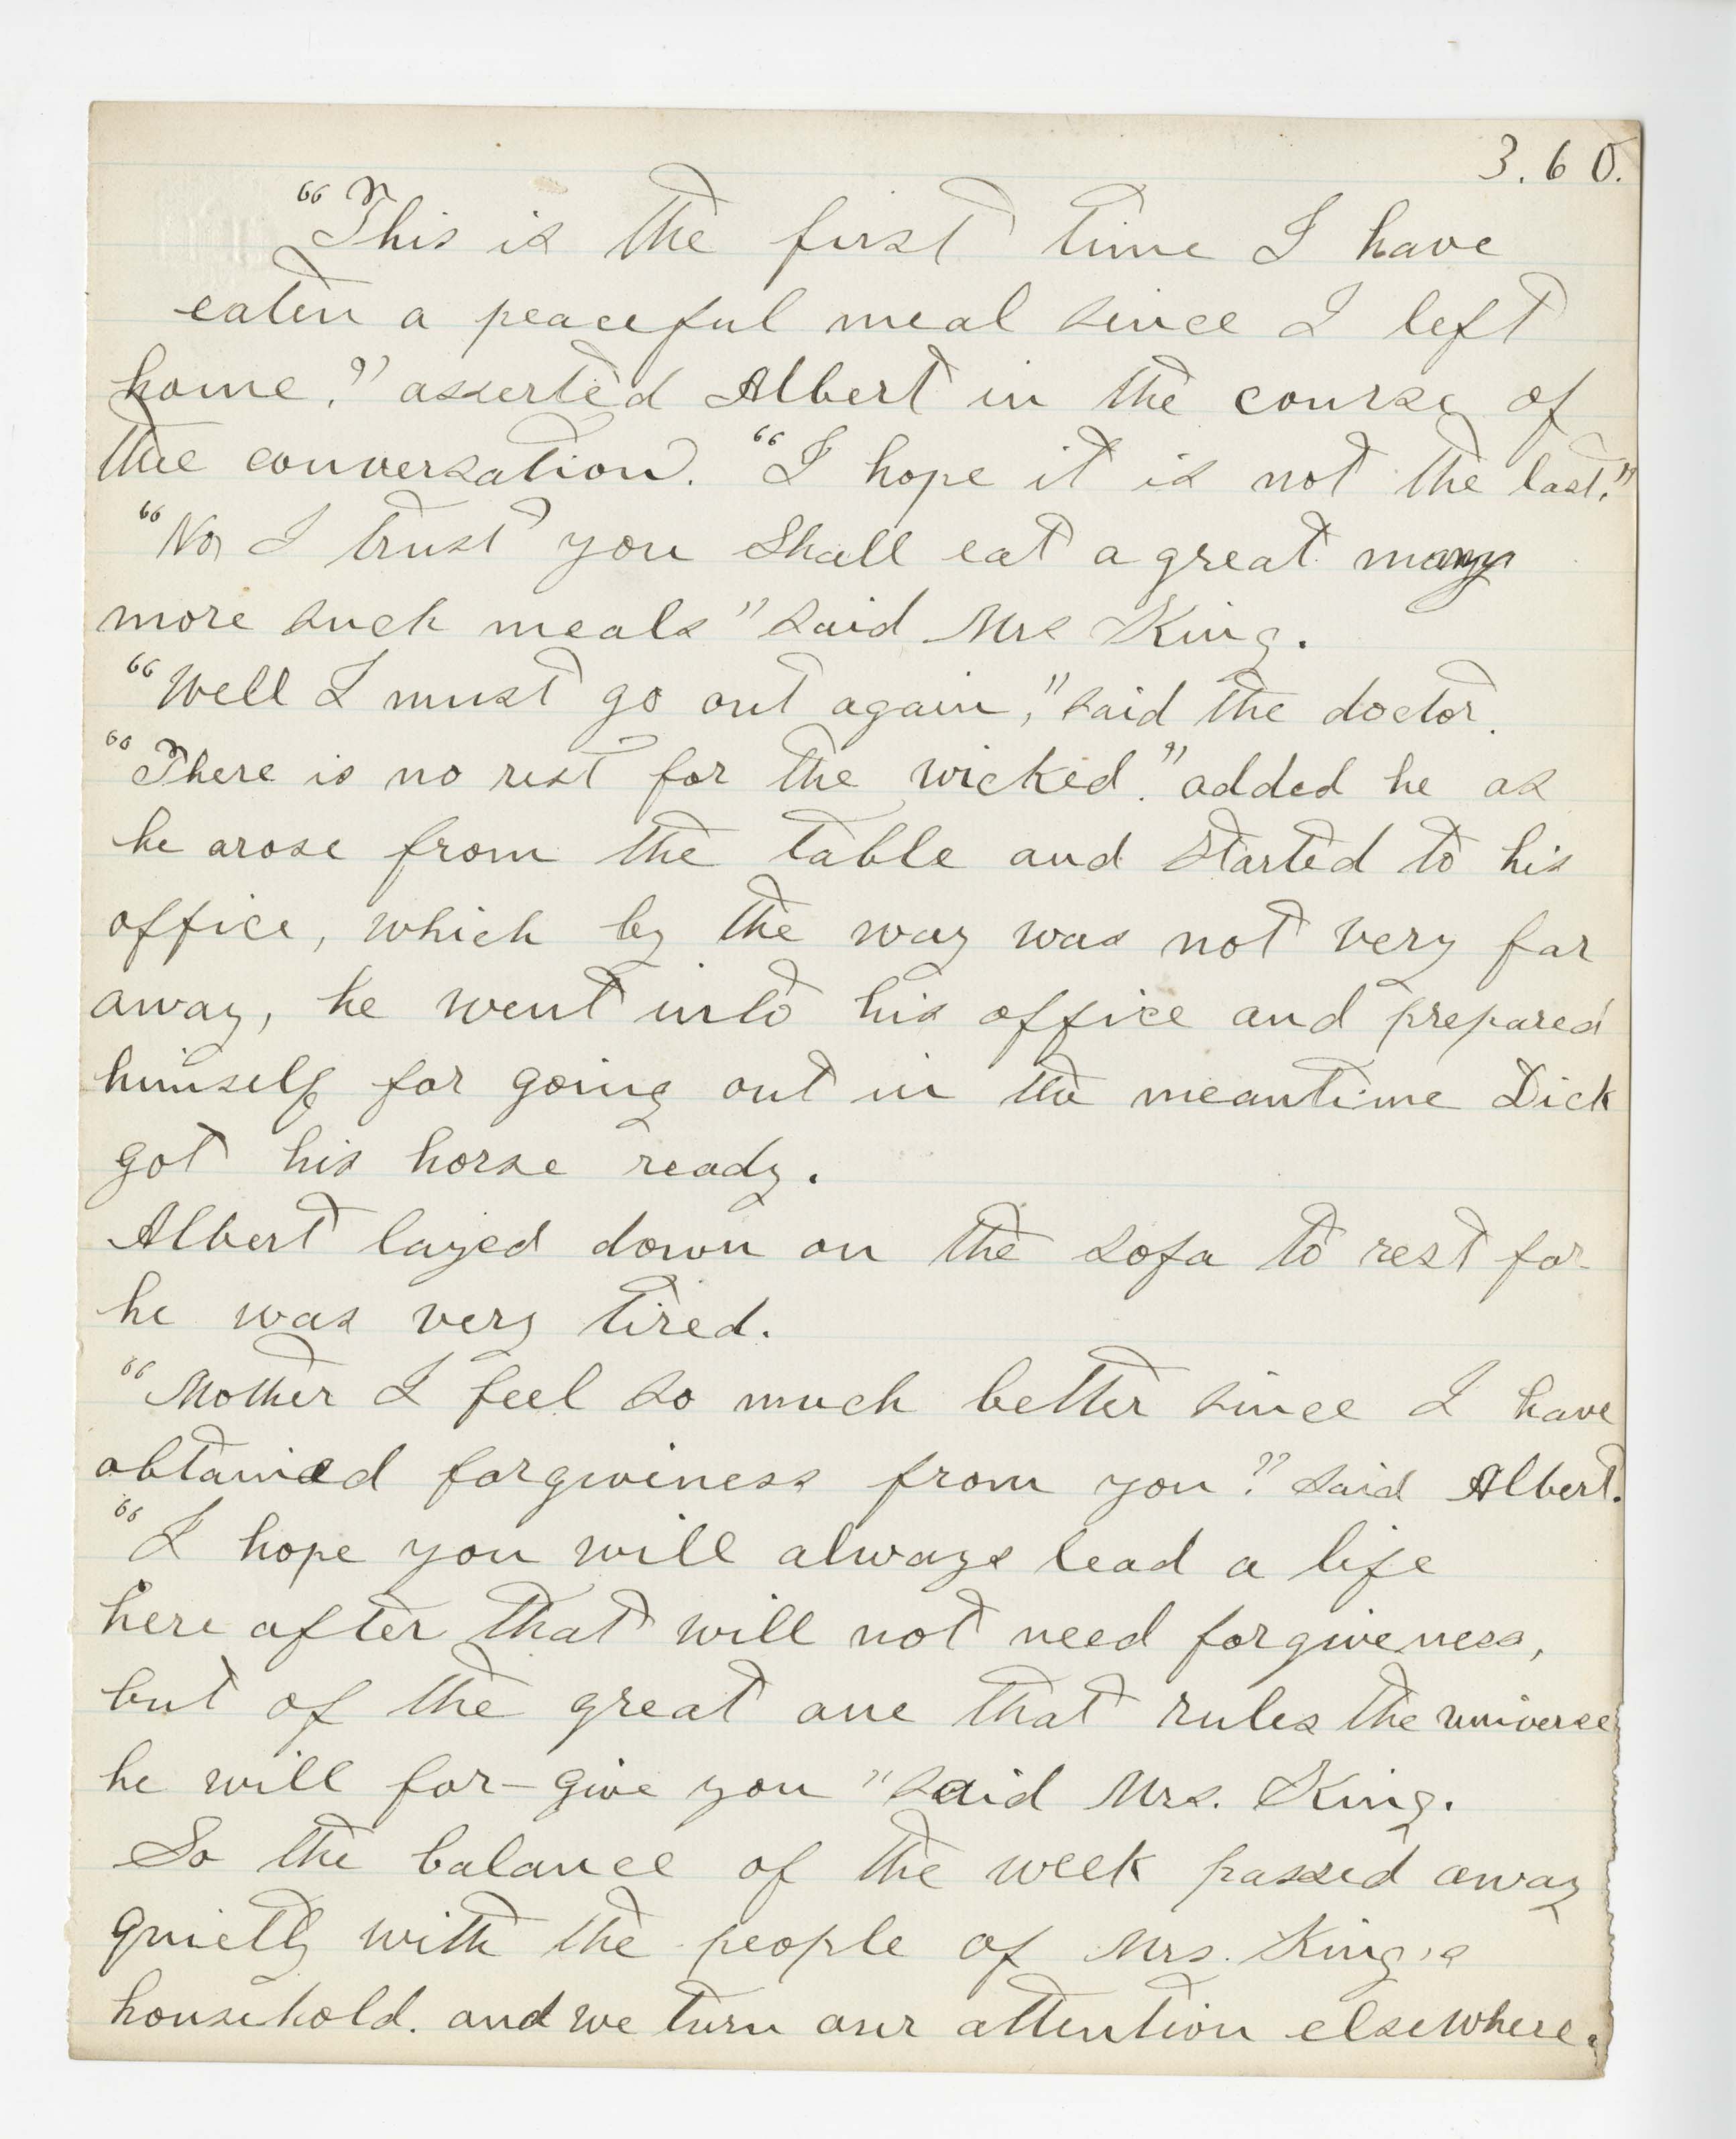 3.60.
"This is the first time I have
eaten a peaceful meal since I left
home," asserted Albert in the course of
the conversation. "I hope it is not the last."
"No, I trust you shall eat a great many
more such meals" said Mrs King.
"Well I must go out again," said the doctor.
"There is no rest for the wicked." added he as
he arose from the table and started to his
office, which by the way was not very far
away, he went into his office and prepared
himself for going out in the meantime Dick
got his horse ready.
Albert layed down on the sofa to rest for
he was very tired.
"Mother I feel so much better since I have
obtained forgiviness from you." said Albert.
"I hope you will always lead a life
here after that will not need forgiveness,
but of the great one that rules the universe
he will for-give you" said Mrs. King.
So the balance of the week passed away
quietly with the people of Mrs. King's
household. and we turn our attention elsewhere.